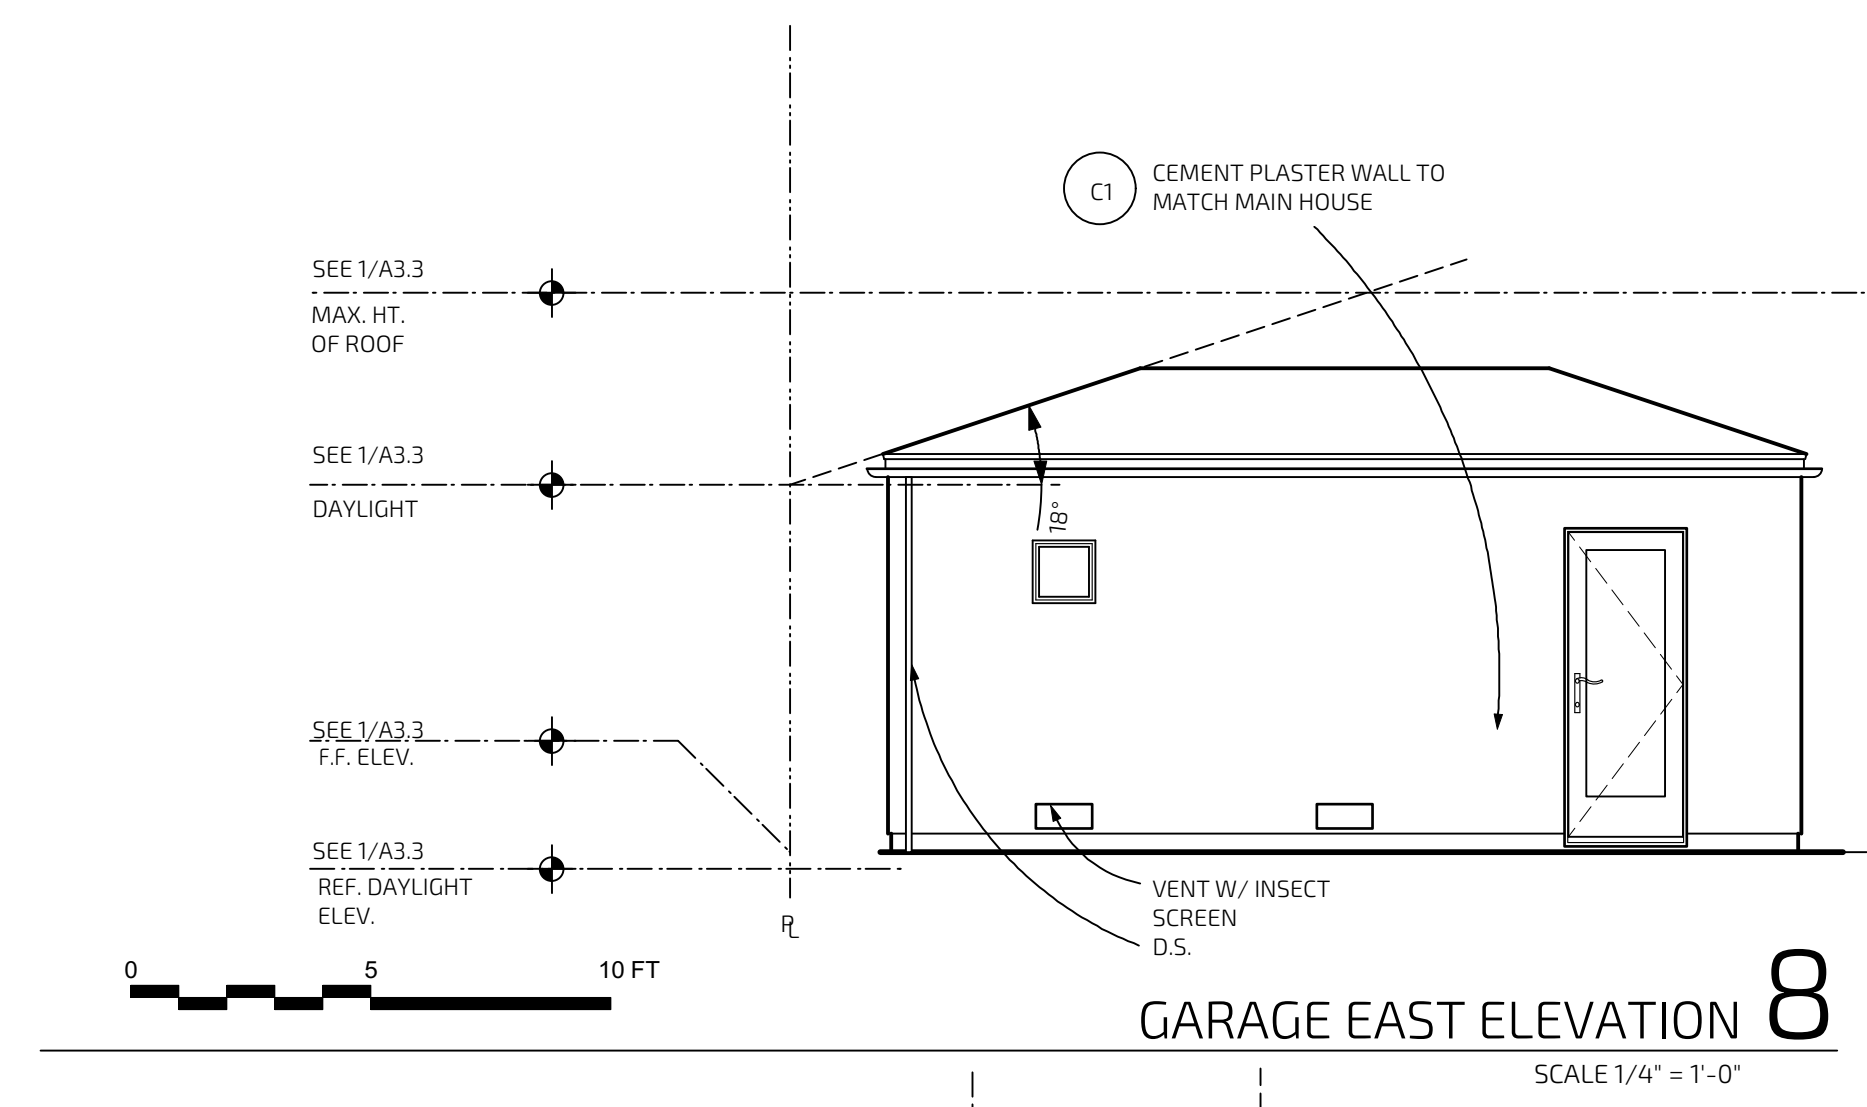 C1
CEMENT PLASTER WALL TO
MATCH MAIN HOUSE
SEE 1/A3.3
MAX. HT.
OF ROOF
SEE 1/A3.3
DAYLIGHT
18°
SEE 1/A3.3
F.F. ELEV.
SEE 1/A3.3
REF. DAYLIGHT
ELEV.
PL
VENT W/ INSECT
SCREEN
D.S.
0 5 10 FT
GARAGE EAST ELEVATION 8
SCALE 1/4" = 1'-0"